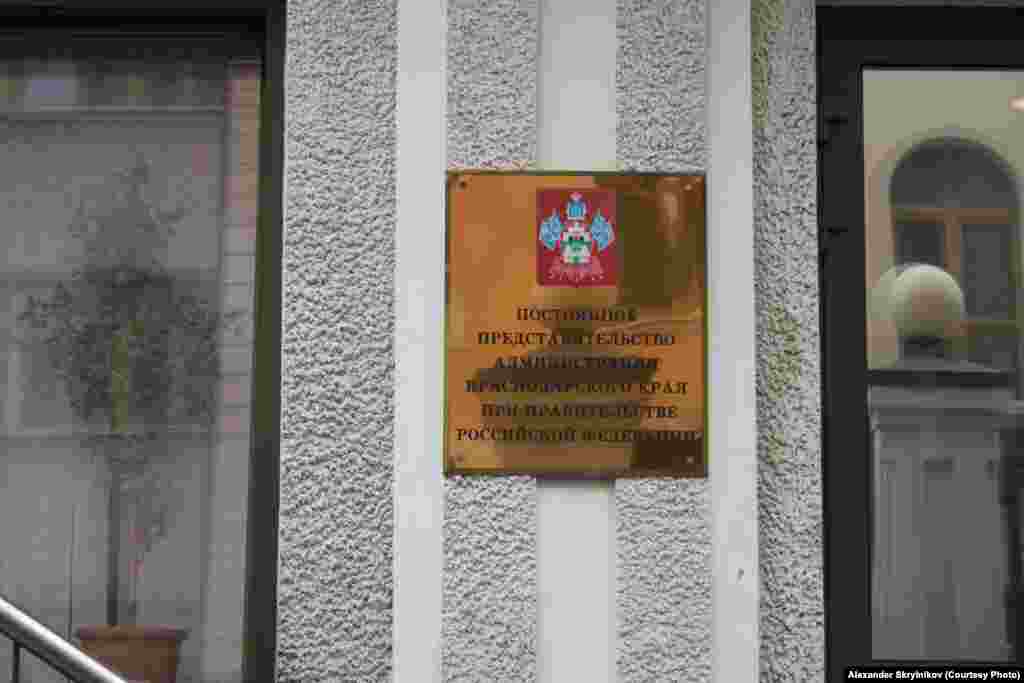 ПОСТОЯННОЕ
ПРЕДСТАВИТЕЛЬСТВО
АДМИНИСТРАЦИИ
КРАСНОДАРСКОГО КРАЯ
ПРИ ПРАВИТЕЛЬСТВЕ
РОССИЙСКОЙ ФЕДЕРАЦИИ
Alexander Skrylnikov (Courtesy Photo)